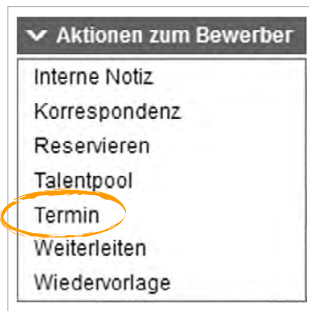 Aktionen zum Bewerber
Interne Notiz
Korrespondenz
Reservieren
Talentpool
Termin
Weiterleiten
Wiedervorlage